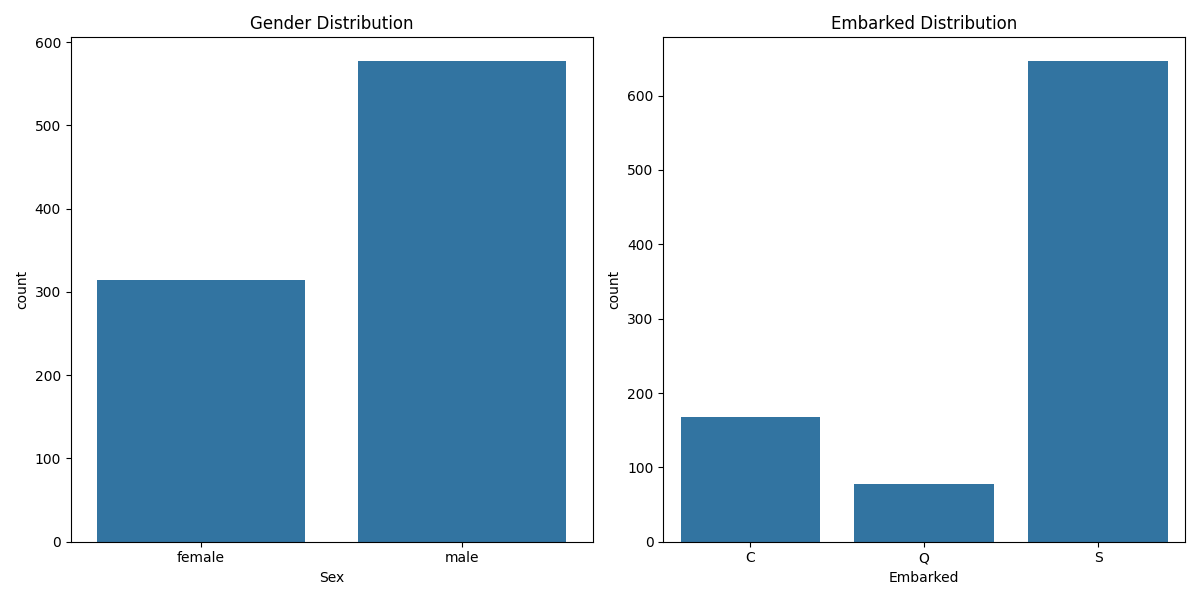 Gender Distribution
600
500
400
300
200
100
0
count
female male
Sex
Embarked Distribution
600
500
400
300
200
100
0
count
C Q S
Embarked